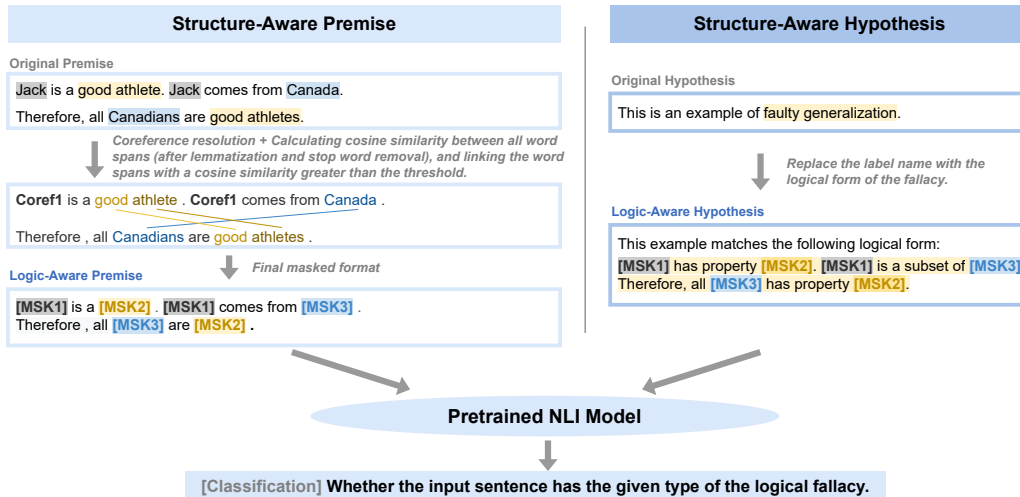 Structure-Aware Premise
Original Premise
Jack is a good athlete. Jack comes from Canada.
Therefore, all Canadians are good athletes.
Coreference resolution + Calculating cosine similarity between all word
spans (after lemmatization and stop word removal), and linking the word
spans with a cosine similarity greater than the threshold.
Coref1 is a good athlete . Coref1 comes from Canada .
Therefore , all Canadians are good athletes .
Final masked format
Logic-Aware Premise
[MSK1] is a [MSK2] . [MSK1] comes from [MSK3] .
Therefore , all [MSK3] are [MSK2] .
Structure-Aware Hypothesis
Original Hypothesis
This is an example of faulty generalization.
Replace the label name with the
logical form of the fallacy.
Logic-Aware Hypothesis
This example matches the following logical form:
[MSK1] has property [MSK2]. [MSK1] is a subset of [MSK3].
Therefore, all [MSK3] has property [MSK2].
Pretrained NLI Model
[Classification] Whether the input sentence has the given type of the logical fallacy.